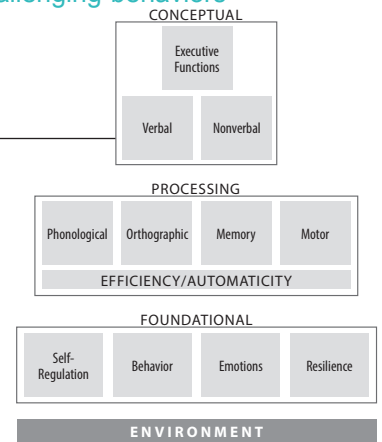 allenging behaviors
CONCEPTUAL
Executive
Functions
Verbal Nonverbal
PROCESSING
Phonological Orthographic Memory Motor
EFFICIENCY/AUTOMATICITY
FOUNDATIONAL
Self-
Regulation Behavior Emotions Resilience
ENVIRONMENT